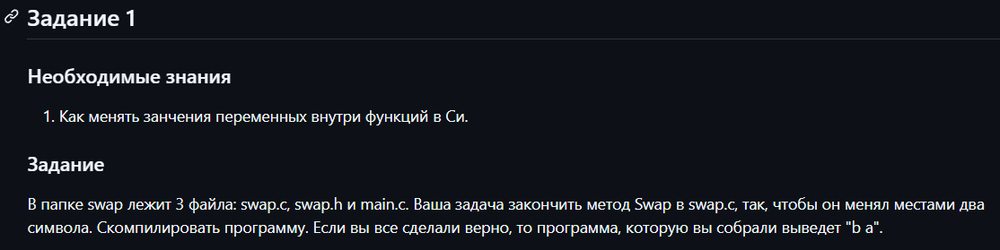 Задание 1
Необходимые знания
1. Как менять занчения переменных внутри функций в Си.
Задание
В папке swap лежит 3 файла: swap.c, swap.h и main.c. Ваша задача закончить метод Swap в swap.c, так, чтобы он менял местами два
символа. Скомпилировать программу. Если вы все сделали верно, то программа, которую вы собрали выведет "b a".